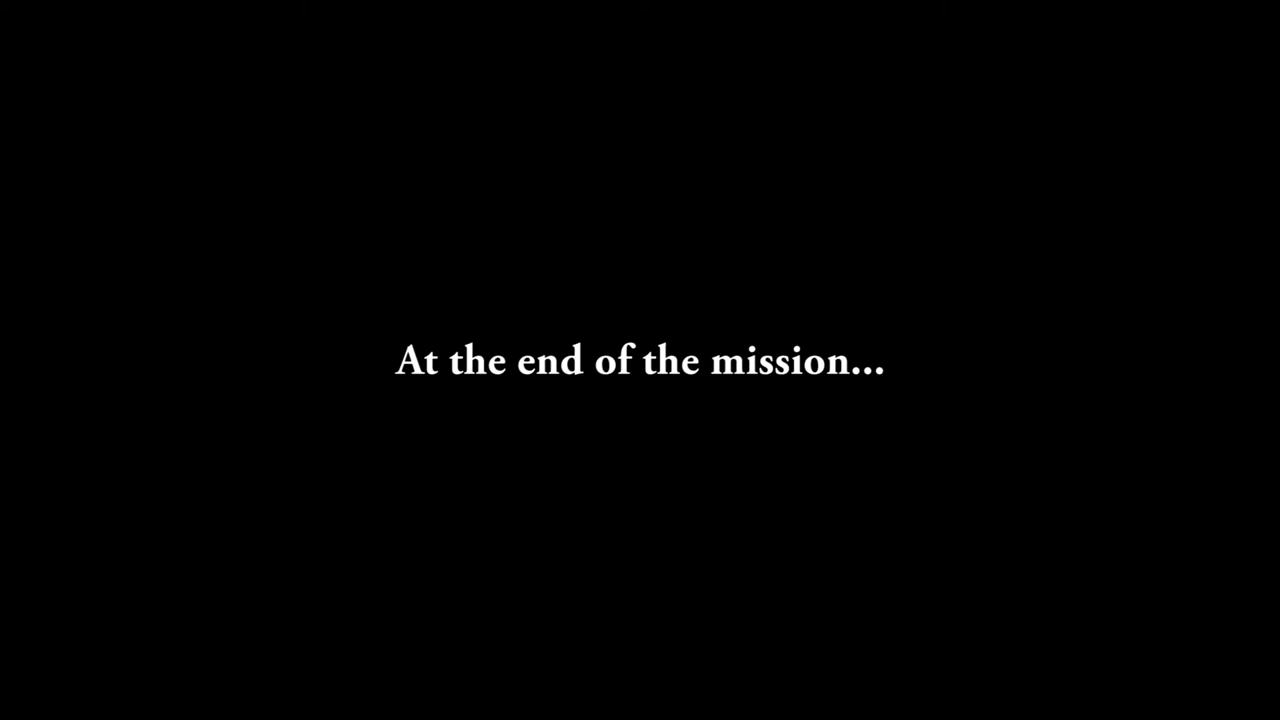 At the end of the mission...